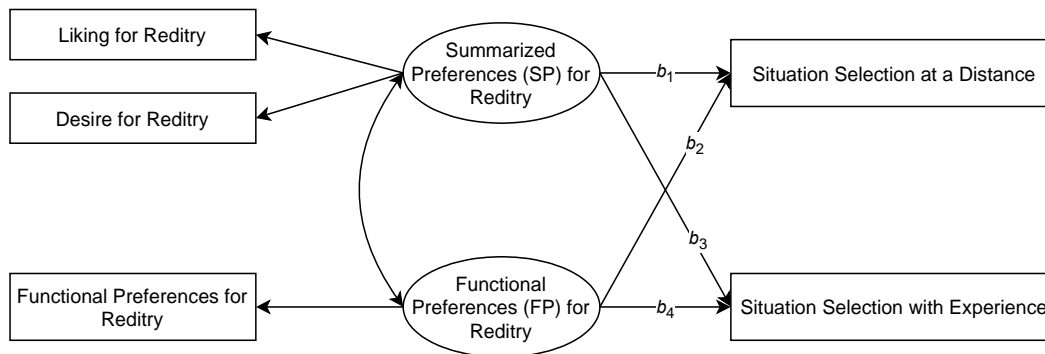 Liking for Reditry
Desire for Reditry
Functional Preferences for
Reditry
Summarized
Preferences (SP) for
Reditry
Functional
Preferences (FP) for
Reditry
b1
b2
b3
b4
Situation Selection at a Distance
Situation Selection with Experience